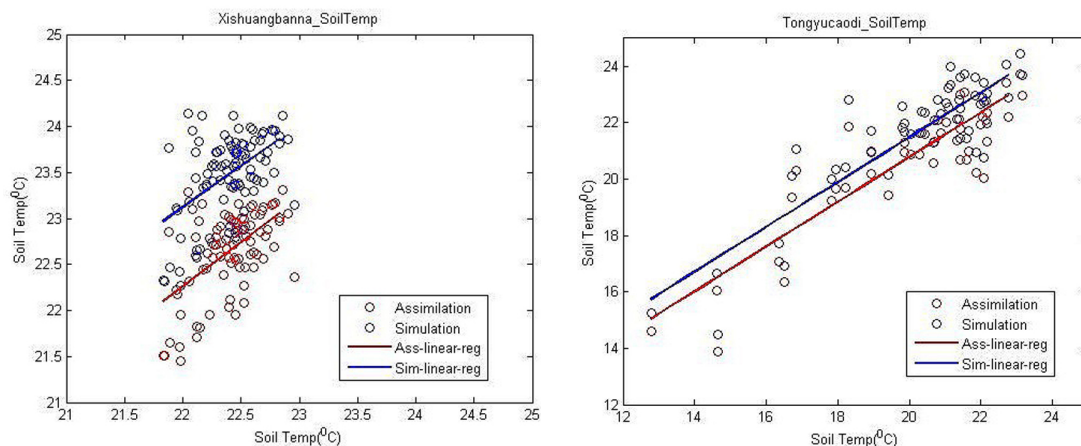 Xishuangbanna_SoilTemp
25
24.5
24
23.5
23
22.5
22
21.5
21
Soil Temp(⁰C)
21 21.5 22 22.5 23 23.5 24 24.5 25
Soil Temp(⁰C)
Assimilation
Simulation
Ass-linear-reg
Sim-linear-reg
Tongyucaodi_SoilTemp
24
22
20
18
16
14
12
Soil Temp(⁰C)
12 14 16 18 20 22 24
Soil Temp(⁰C)
Assimilation
Simulation
Ass-linear-reg
Sim-linear-reg